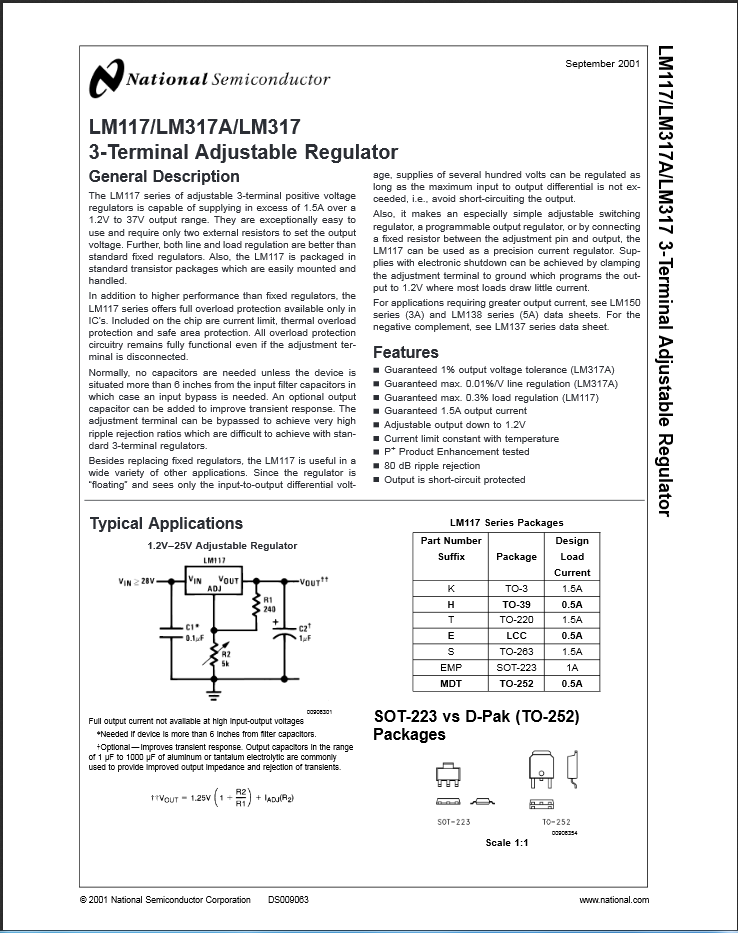 National Semiconductor
September 2001
LM117/LM317A/LM317
3-Terminal Adjustable Regulator
General Description
The LM117 series of adjustable 3-terminal positive voltage
regulators is capable of supplying in excess of 1.5A over a
1.2V to 37V output range. They are exceptionally easy to
use and require only two external resistors to set the output
voltage. Further, both line and load regulation are better than
standard fixed regulators. Also, the LM117 is packaged in
standard transistor packages which are easily mounted and
handled.
In addition to higher performance than fixed regulators, the
LM117 series offers full overload protection available only in
IC's. Included on the chip are current limit, thermal overload
protection and safe area protection. All overload protection
circuitry remains fully functional even if the adjustment ter-
minal is disconnected.
Normally, no capacitors are needed unless the device is
situated more than 6 inches from the input filter capacitors in
which case an input bypass is needed. An optional output
capacitor can be added to improve transient response. The
adjustment terminal can be bypassed to achieve very high
ripple rejection ratios which are difficult to achieve with stan-
dard 3-terminal regulators.
Besides replacing fixed regulators, the LM117 is useful in a
wide variety of other applications. Since the regulator is
"floating" and sees only the input-to-output differential volt-
age, supplies of several hundred volts can be regulated as
long as the maximum input to output differential is not ex-
ceeded, i.e., avoid short-circuiting the output.
Also, it makes an especially simple adjustable switching
regulator, a programmable output regulator, or by connecting
a fixed resistor between the adjustment pin and output, the
LM117 can be used as a precision current regulator. Sup-
plies with electronic shutdown can be achieved by clamping
the adjustment terminal to ground which programs the out-
put to 1.2V where most loads draw little current.
For applications requiring greater output current, see LM150
series (3A) and LM138 series (5A) data sheets. For the
negative complement, see LM137 series data sheet.
Features
■ Guaranteed 1% output voltage tolerance (LM317A)
■ Guaranteed max. 0.01%/V line regulation (LM317A)
■ Guaranteed max. 0.3% load regulation (LM117)
■ Guaranteed 1.5A output current
■ Adjustable output down to 1.2V
■ Current limit constant with temperature
■ P+ Product Enhancement tested
■ 80 dB ripple rejection
■ Output is short-circuit protected
Typical Applications
1.2V–25V Adjustable Regulator
LM117
VIN ≥ 28V
VIN VOUT
ADJ
VOUT††
R1
240
C1*
0.1µF
R2
5k
+
C2†
1µF
00906301
Full output current not available at high input-output voltages
*Needed if device is more than 6 inches from filter capacitors.
†Optional — improves transient response. Output capacitors in the range
of 1 µF to 1000 µF of aluminum or tantalum electrolytic are commonly
used to provide improved output impedance and rejection of transients.
††VOUT = 1.25V (1 + R2/R1) + IADJ(R2)
LM117 Series Packages
Part Number Suffix Package Design Load Current
K TO-3 1.5A
H TO-39 0.5A
T TO-220 1.5A
E LCC 0.5A
S TO-263 1.5A
EMP SOT-223 1A
MDT TO-252 0.5A
SOT-223 vs D-Pak (TO-252)
Packages
SOT-223
TO-252
00906354
Scale 1:1
© 2001 National Semiconductor Corporation DS009063
www.national.com
LM117/LM317A/LM317 3-Terminal Adjustable Regulator